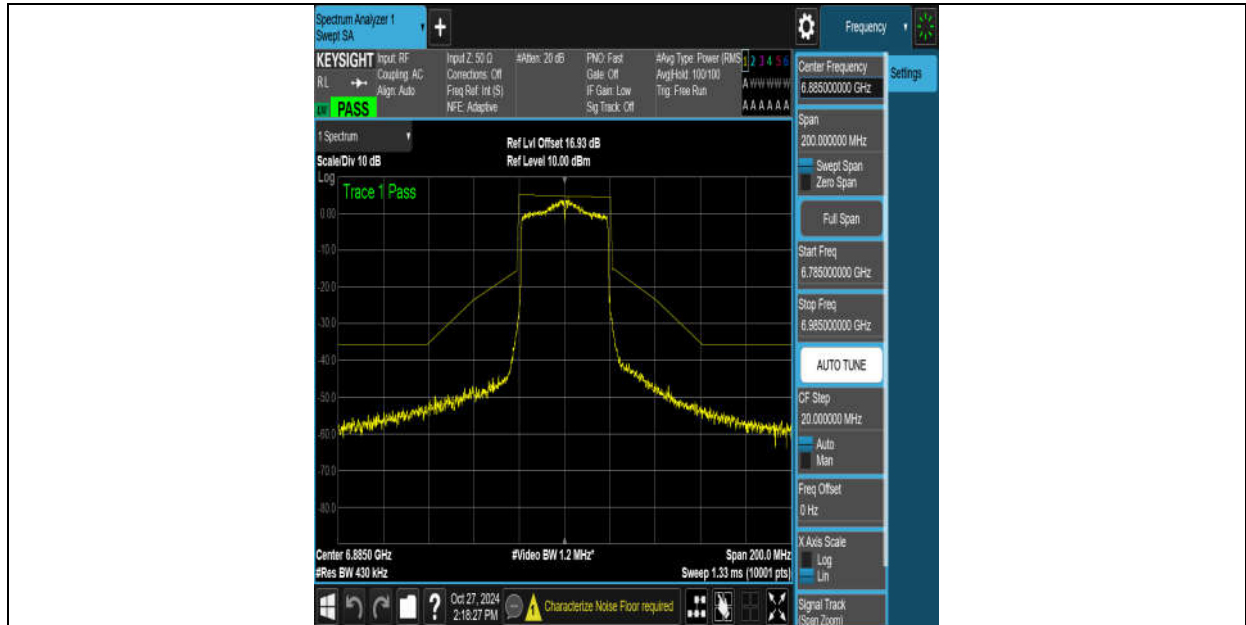 Spectrum Analyzer 1
Swept SA
+
Frequency
KEYSIGHT
RL
PASS
Input: RF
Coupling: AC
Align: Auto
Input Z: 50 Ω
Corrections: Off
Freq Ref: Int (S)
NFE: Adaptive
#Atten: 20 dB
PNO: Fast
Gate: Off
IF Gain: Low
Sig Track: Off
#Avg Type: Power (RMS
Avg|Hold: 100/100
Trig: Free Run
1 2 3 4 5 6
A W W W W W
A A A A A A
1 Spectrum
Scale/Div 10 dB
Ref Lvl Offset 16.93 dB
Ref Level 10.00 dBm
Log
Trace 1 Pass
0.00
-10.0
-20.0
-30.0
-40.0
-50.0
-60.0
-70.0
-80.0
Center 6.8850 GHz
#Res BW 430 kHz
#Video BW 1.2 MHz*
Span 200.0 MHz
Sweep 1.33 ms (10001 pts)
?
Oct 27, 2024
2:18:27 PM
Characterize Noise Floor required
Center Frequency
6.885000000 GHz
Settings
Span
200.000000 MHz
Swept Span
Zero Span
Full Span
Start Freq
6.785000000 GHz
Stop Freq
6.985000000 GHz
AUTO TUNE
CF Step
20.000000 MHz
Auto
Man
Freq Offset
0 Hz
X Axis Scale
Log
Lin
Signal Track
(Span Zoom)